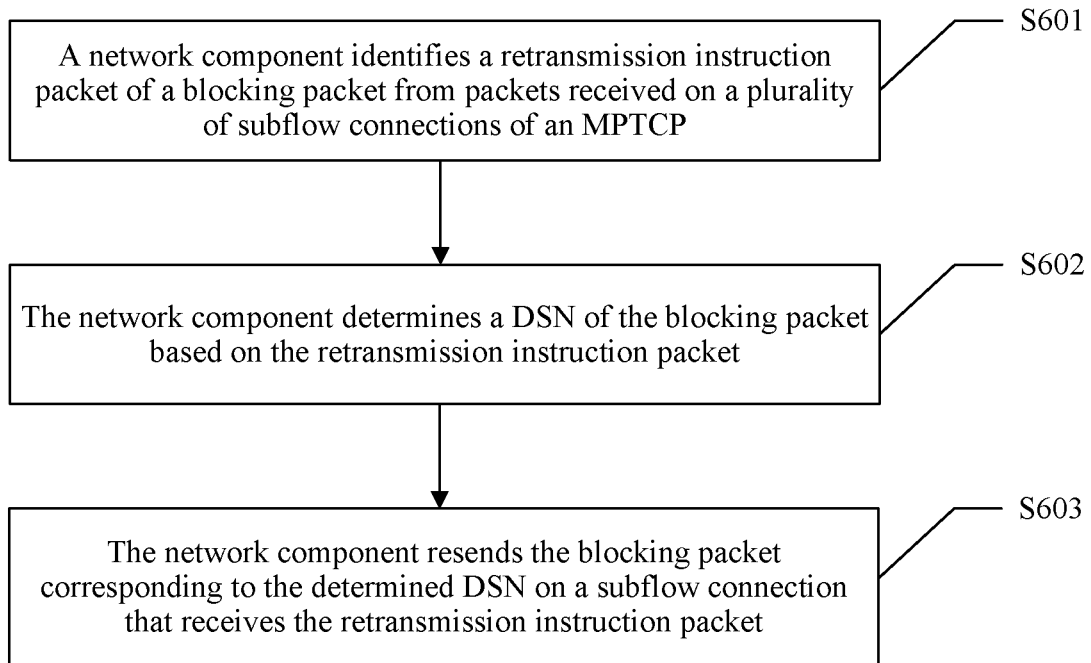 S601
A network component identifies a retransmission instruction
packet of a blocking packet from packets received on a plurality
of subflow connections of an MPTCP
S602
The network component determines a DSN of the blocking packet
based on the retransmission instruction packet
S603
The network component resends the blocking packet
corresponding to the determined DSN on a subflow connection
that receives the retransmission instruction packet